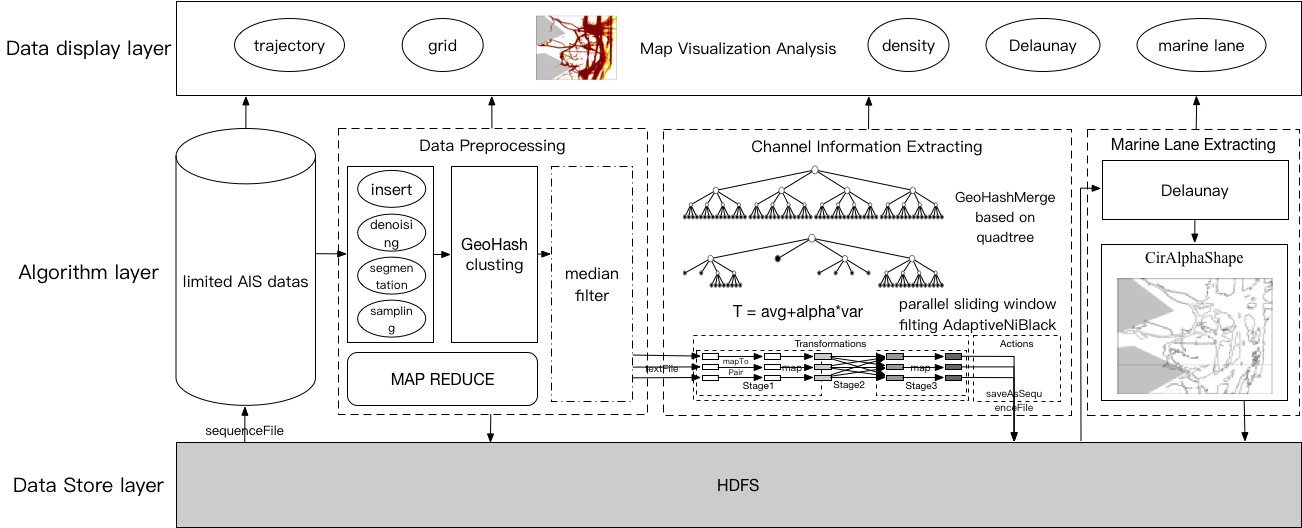 Data display layer
trajectory
grid
Map Visualization Analysis
density
Delaunay
marine lane
Algorithm layer
limited AIS datas
sequenceFile
Data Preprocessing
insert
denoisi
ng
segmen
tation
samplin
g
GeoHash
clusting
median
filter
MAP REDUCE
textFile
Channel Information Extracting
GeoHashMerge
based on
quadtree
T = avg+alpha*var
parallel sliding window
filting AdaptiveNiBlack
Transformations
Actions
mapTo
Pair
map
map
Stage1
Stage2
Stage3
saveAsSequ
enceFile
Marine Lane Extracting
Delaunay
CirAlphaShape
Data Store layer
HDFS